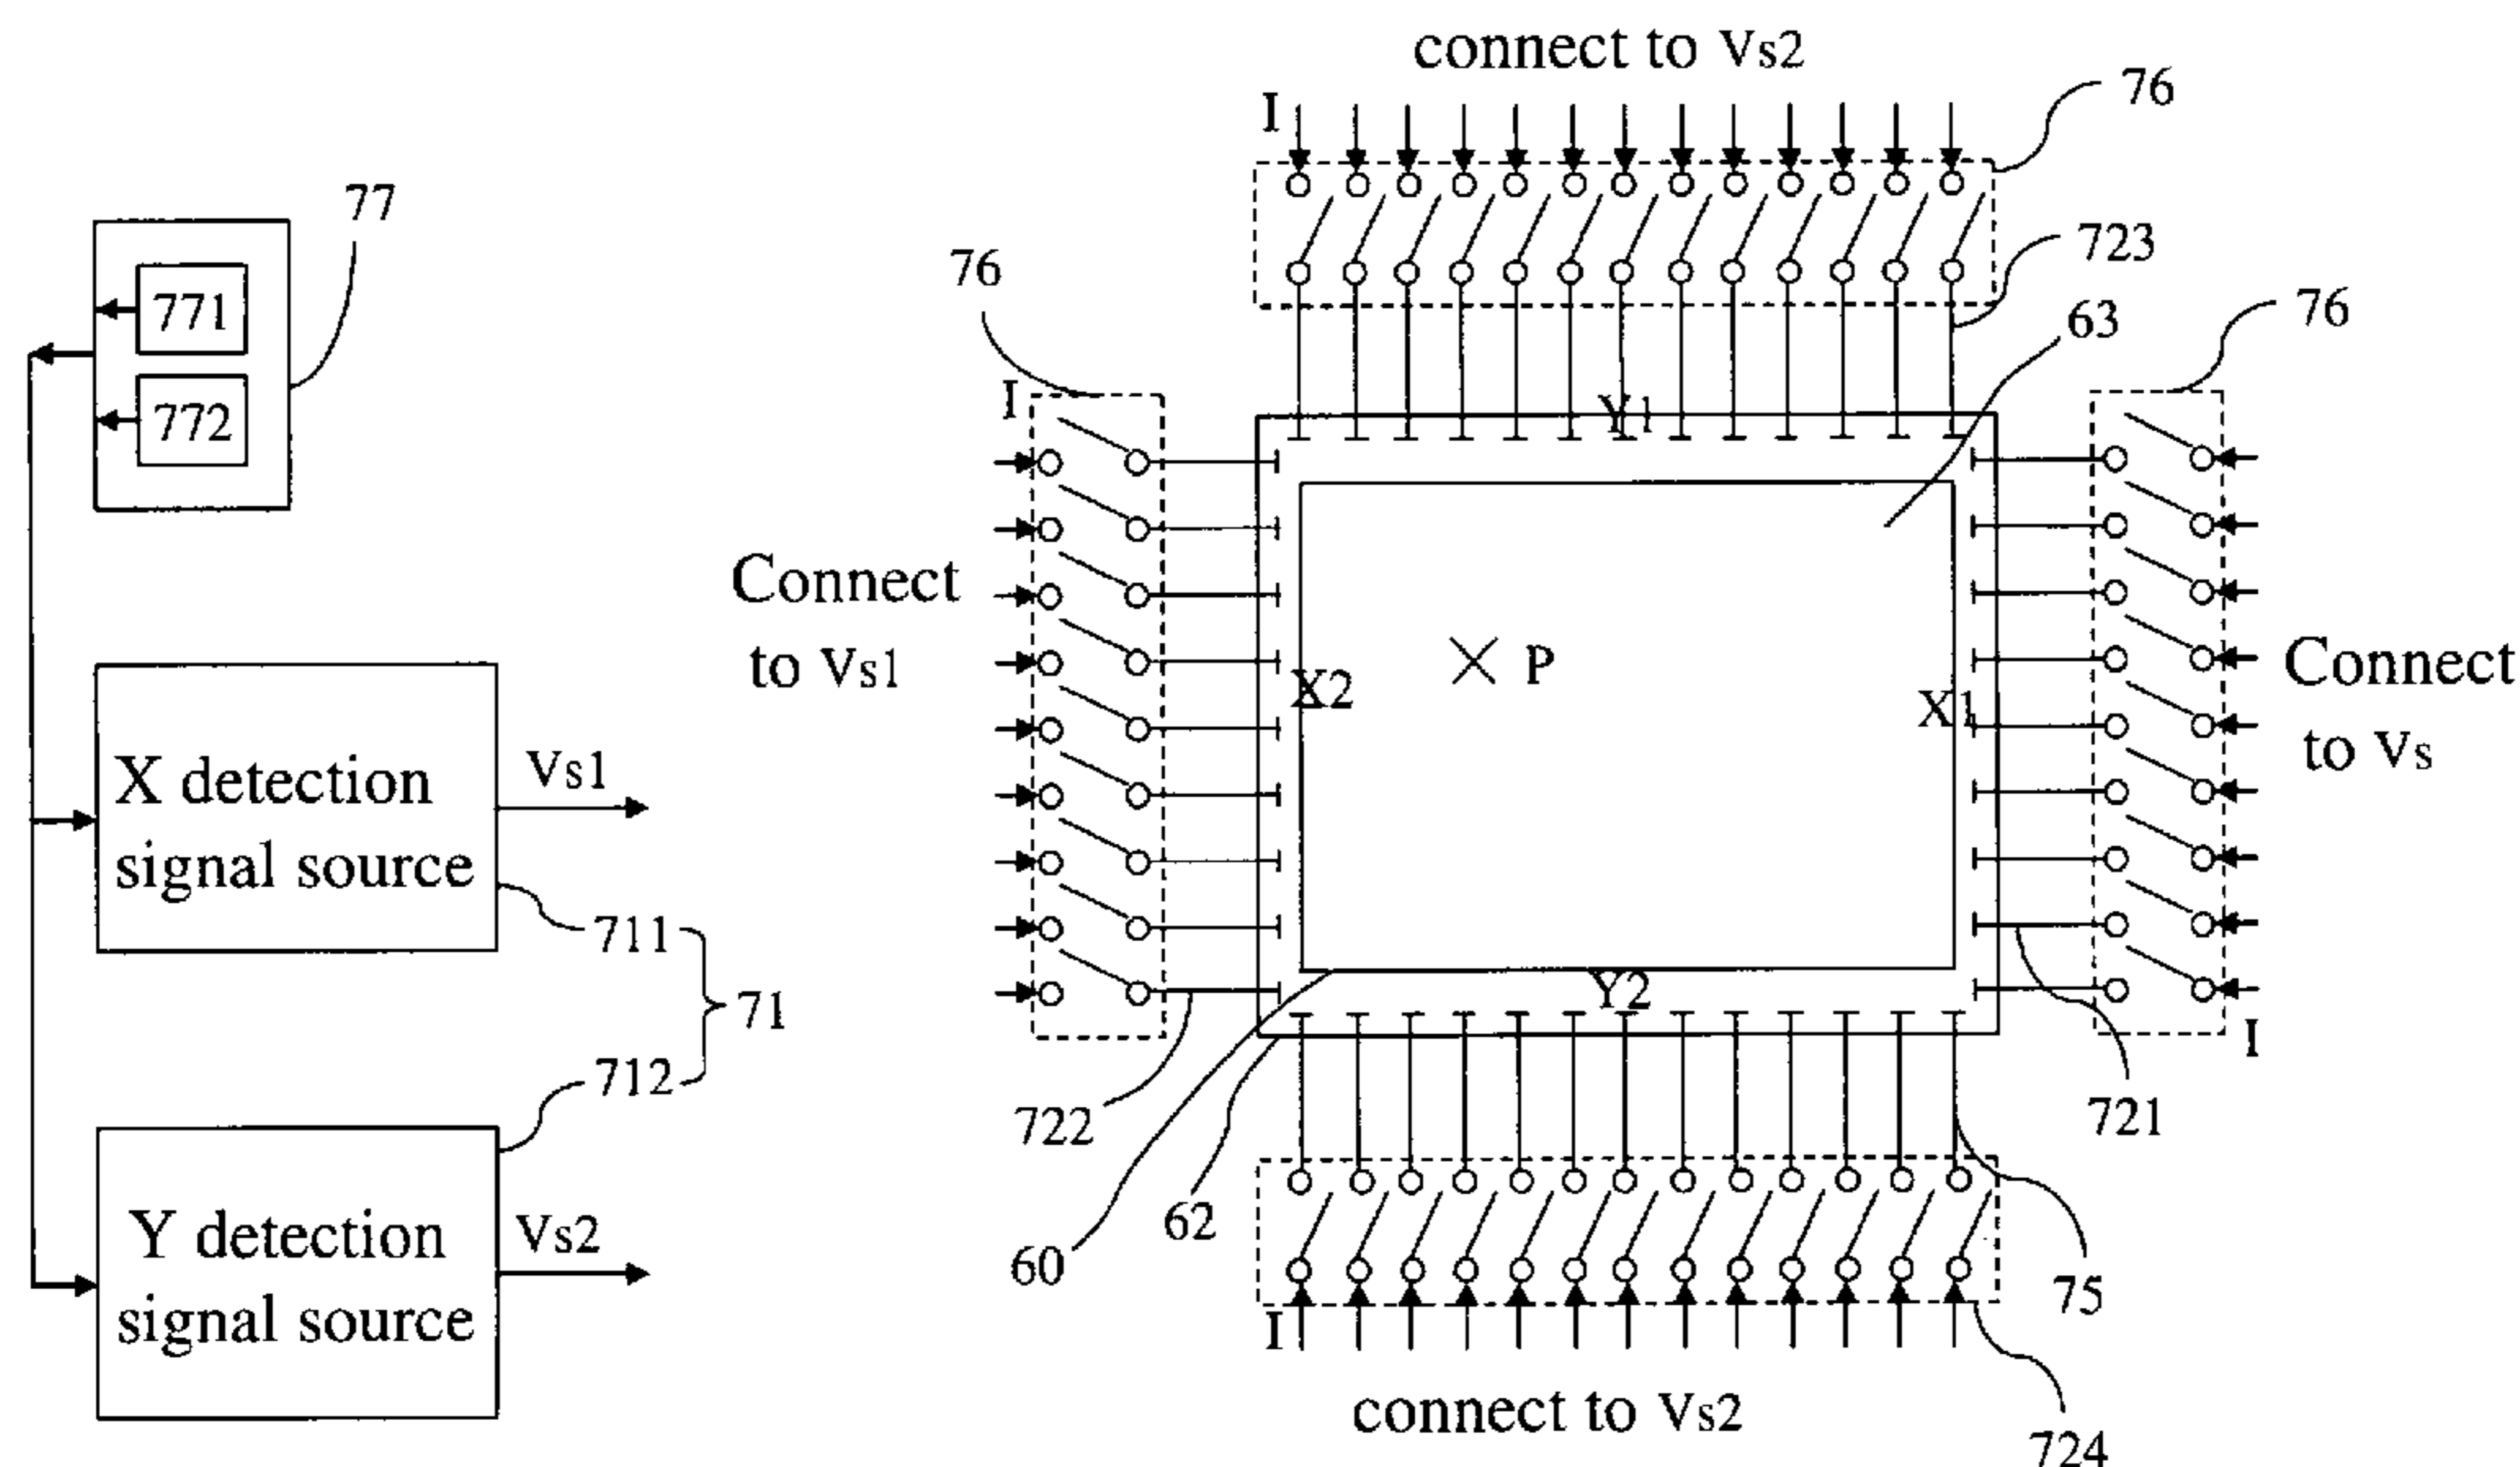 connect to Vs2
I
76
77
723
76
771
63
76
772
I
Y1
Connect
to Vs1
P
Connect
to Vs
X2
X1
X detection
signal source
Vs1
711
Y2
71
I
712
722
721
Y detection
signal source
Vs2
62
60
75
I
connect to Vs2
724